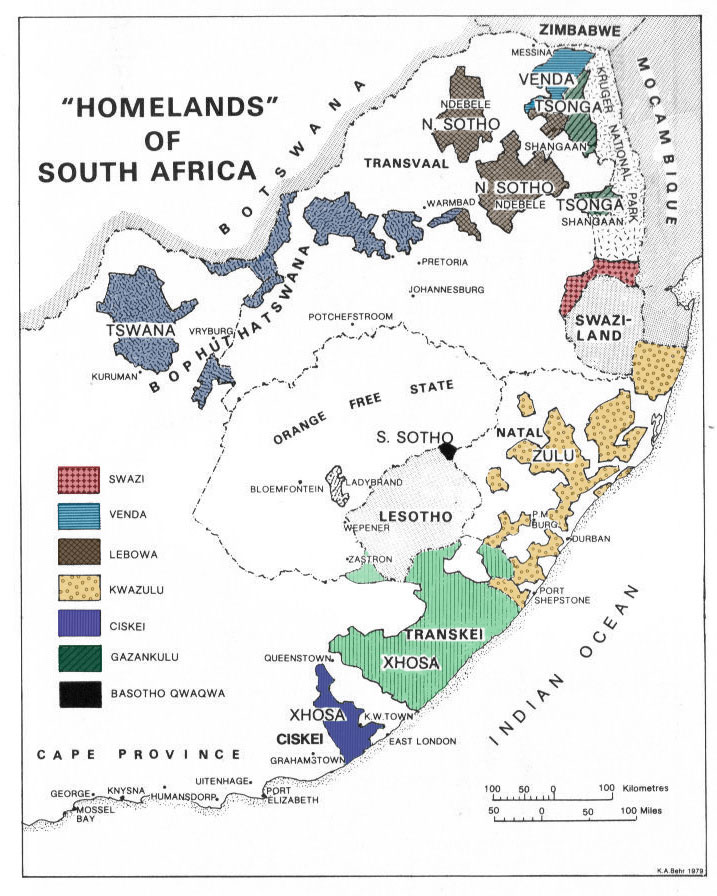 "HOMELANDS"
OF
SOUTH AFRICA
ZIMBABWE
MESSINA
VENDA
TSONGA
SHANGAAN
KRUGER NATIONAL PARK
MOCAMBIQUE
BOTSWANA
NDEBELE
N. SOTHO
TRANSVAAL
N. SOTHO
NDEBELE
TSONGA
SHANGAAN
WARMBAD
PRETORIA
JOHANNESBURG
POTCHEFSTROOM
SWAZI-
LAND
TSWANA
VRYBURG
KURUMAN
BOPHUTHATSWANA
ORANGE FREE STATE
S. SOTHO
NATAL
ZULU
BLOEMFONTEIN
LADYBRAND
LESOTHO
WEPENER
ZASTRON
P.M.
BURG.
DURBAN
PORT
SHEPSTONE
SWAZI
VENDA
LEBOWA
KWAZULU
CISKEI
GAZANKULU
BASOTHO QWAQWA
TRANSKEI
XHOSA
QUEENSTOWN
XHOSA
K.W.TOWN
CISKEI
EAST LONDON
GRAHAMSTOWN
INDIAN OCEAN
CAPE PROVINCE
UITENHAGE
PORT
ELIZABETH
GEORGE
KNYSNA
HUMANSDORP
MOSSEL
BAY
100 50 0 100 Kilometres
50 0 50 100 Miles
K.A.Behr 1979